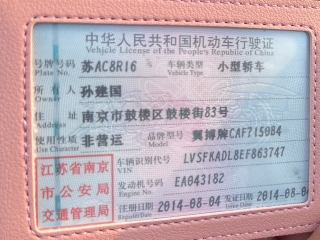 中华人民共和国机动车行驶证
Vehicle License of the People's Republic of China
号牌号码 苏AC8R16 车辆类型 小型轿车
Plate No. Vehicle Type
所有人 孙建国
Owner
住址 南京市鼓楼区鼓楼街83号
Address
使用性质 非营运 品牌型号 翼搏牌CAF7159B4
Use Character Model
江苏省南京
市公安局
交通管理局
车辆识别代号 LVSFKADL8EF863747
VIN
发动机号码 EA043182
Engine No.
注册日期 2014-08-04 发证日期 2014-08-04
Register Date Issue Date